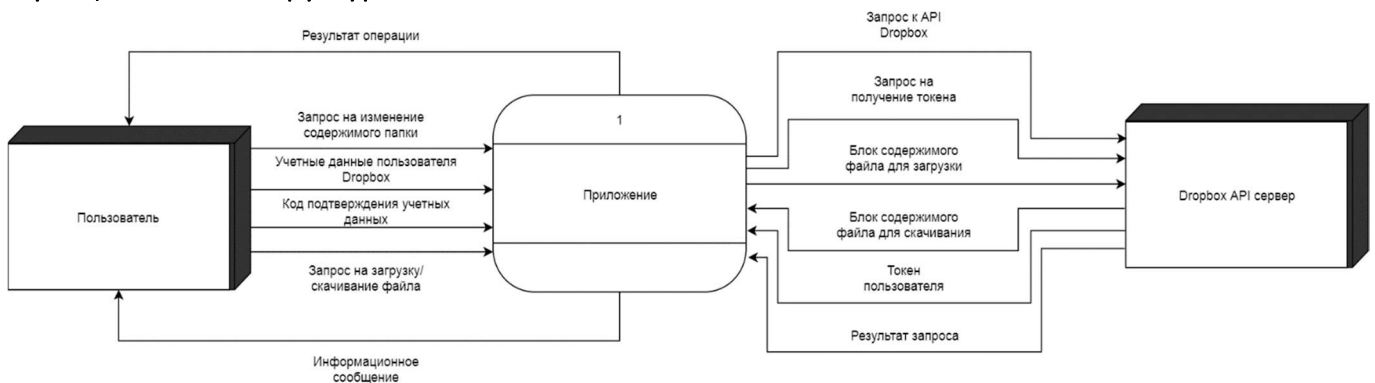 Результат операции
Запрос к API
Dropbox
Запрос на изменение
содержимого папки
1
Запрос на
получение токена
Учетные данные пользователя
Dropbox
Блок содержимого
файла для загрузки
Пользователь
Код подтверждения учетных
данных
Приложение
Dropbox API сервер
Блок содержимого
файла для скачивания
Запрос на загрузку/
скачивание файла
Токен
пользователя
Результат запроса
Информационное
сообщение